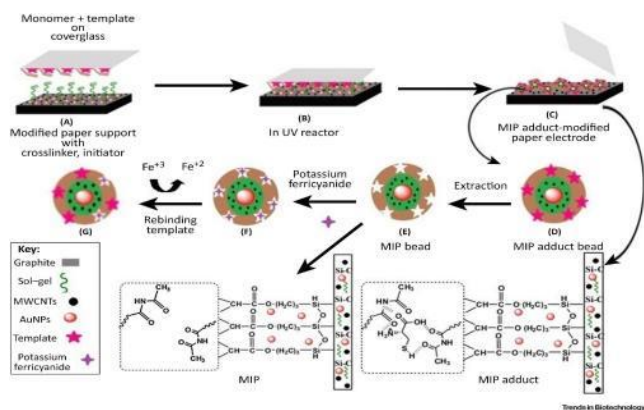 Monomer + template
on
coverglass
(A)
Modified paper support
with
crosslinker, initiator
(B)
In UV reactor
(C)
MIP adduct-modified
paper electrode
Fe+3
Fe+2
Potassium
ferricyanide
Extraction
(G)
Rebinding
template
(F)
(E)
MIP bead
(D)
MIP adduct bead
Key:
Graphite
Sol–gel
MWCNTs
AuNPs
Template
Potassium
ferricyanide
MIP
MIP adduct
Trends in Biotechnology